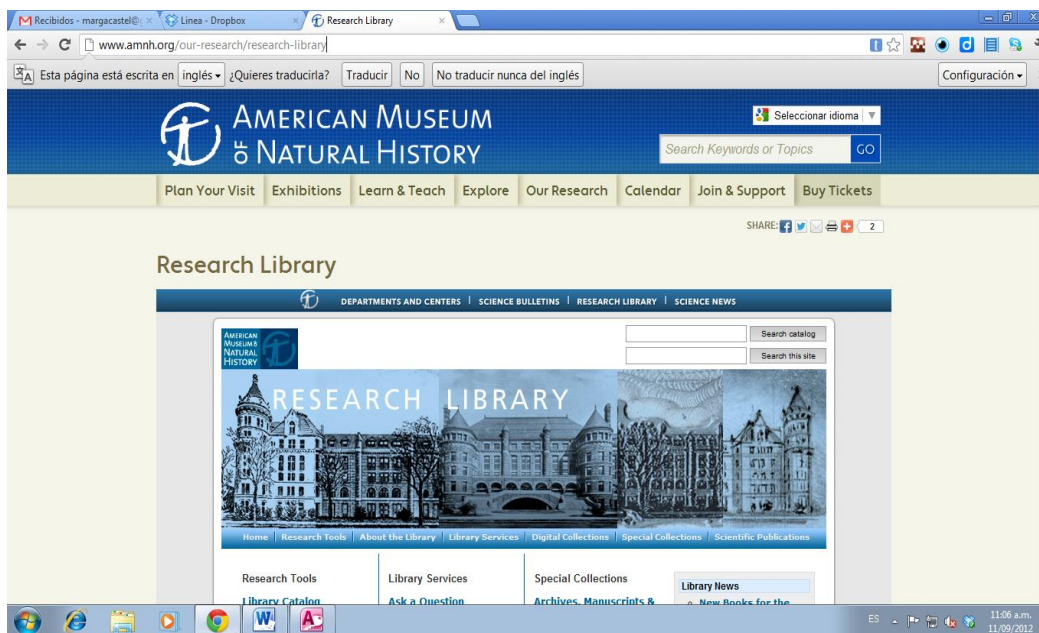 Recibidos - margacastel@g
Linea - Dropbox
Research Library
www.amnh.org/our-research/research-library
Esta página está escrita en inglés ¿Quieres traducirla? Traducir No No traducir nunca del inglés Configuración
AMERICAN MUSEUM
OF NATURAL HISTORY
Seleccionar idioma
Search Keywords or Topics GO
Plan Your Visit Exhibitions Learn & Teach Explore Our Research Calendar Join & Support Buy Tickets
SHARE: 2
Research Library
DEPARTMENTS AND CENTERS | SCIENCE BULLETINS | RESEARCH LIBRARY | SCIENCE NEWS
AMERICAN
MUSEUM &
NATURAL
HISTORY
Search catalog
Search this site
RESEARCH LIBRARY
Home | Research Tools | About the Library | Library Services | Digital Collections | Special Collections | Scientific Publications
Research Tools
Library Catalog
Library Services
Ask a Question
Special Collections
Archives, Manuscripts &
Library News
New Books for the
ES 11:06 a.m.
11/09/2012